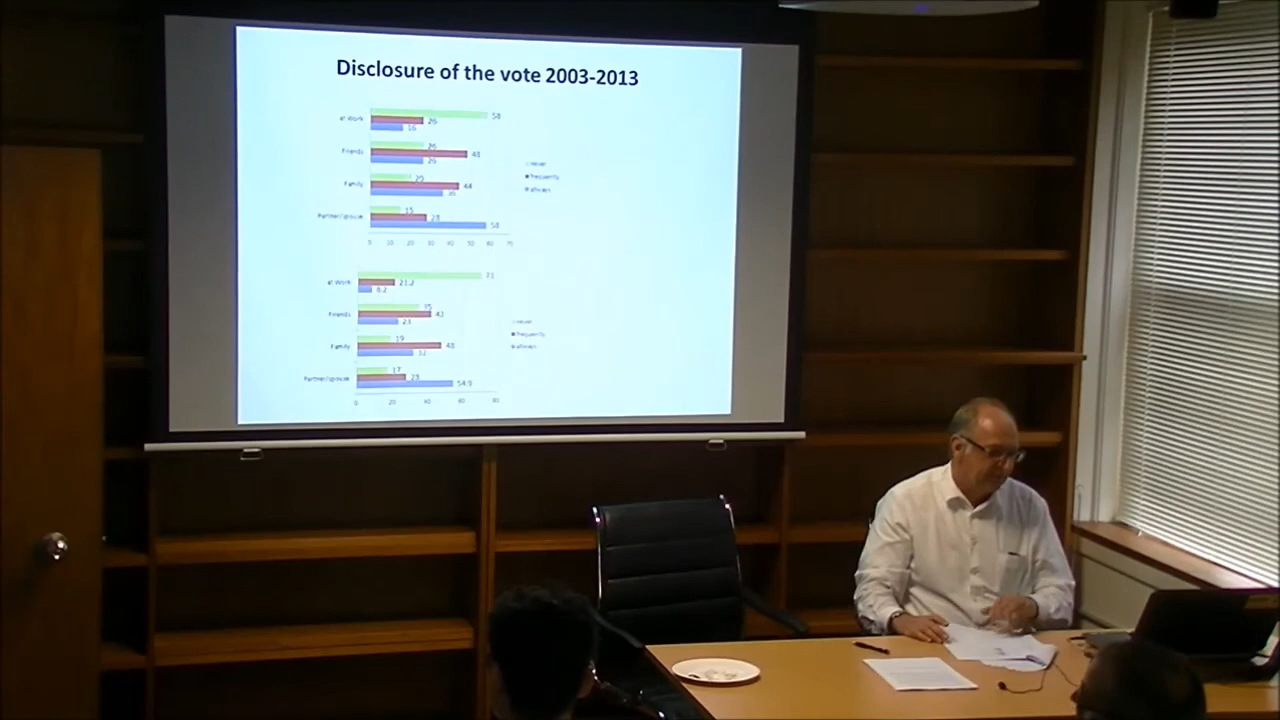 Disclosure of the vote 2003-2013
58
at Work
26
16
26
Friends
48
26
20
Family
44
36
15
Partner/spouse
28
58
0 10 20 30 40 50 60 70
never
frequently
always
71
at Work
21.2
8.2
35
Friends
42
23
19
Family
48
32
17
Partner/spouse
28
54.9
0 20 40 60 80
never
frequently
always